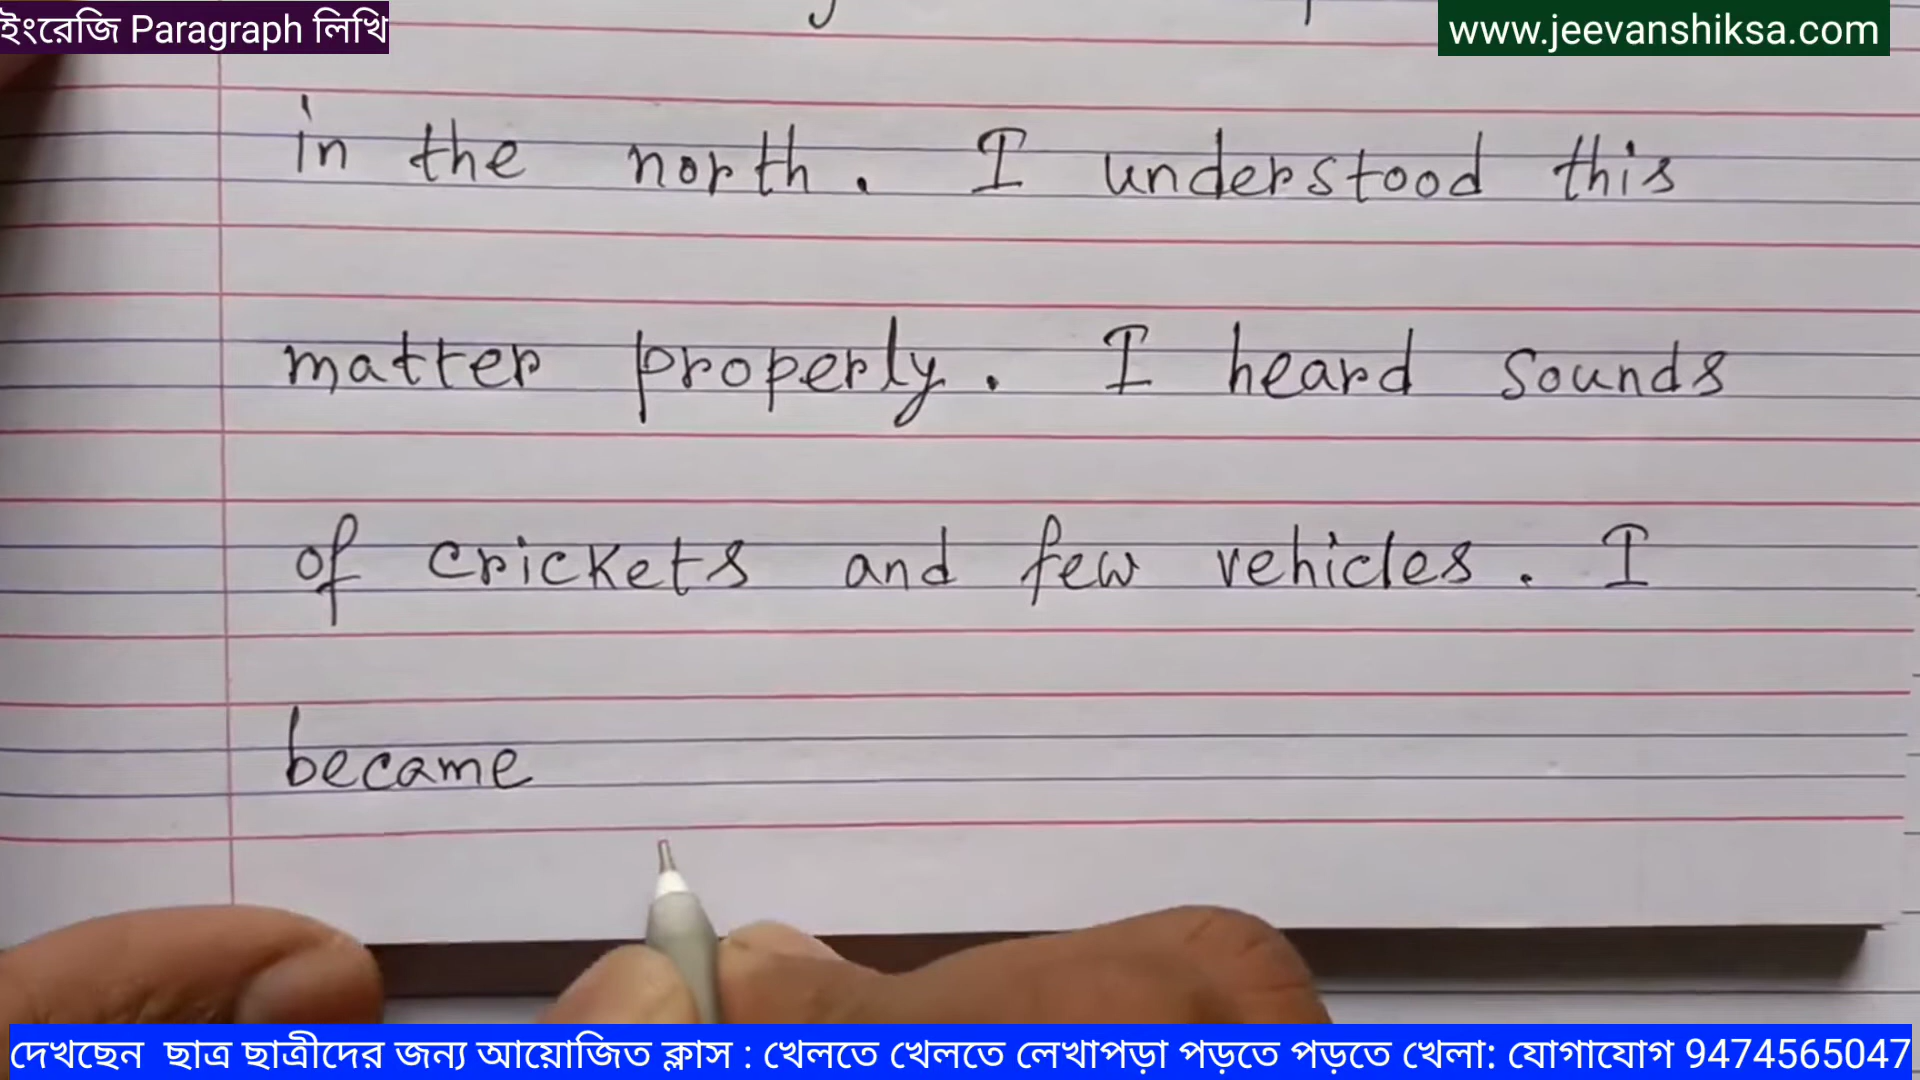 ইংরেজি Paragraph লিখি
www.jeevanshiksa.com
in the north. I understood this
matter properly. I heard sounds
of crickets and few vehicles. I
became
দেখছেন ছাত্র ছাত্রীদের জন্য আয়োজিত ক্লাস : খেলতে খেলতে লেখাপড়া পড়তে পড়তে খেলা: যোগাযোগ 9474565047